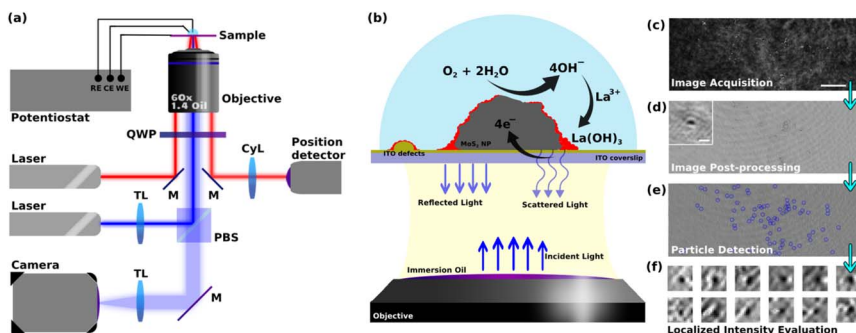 (a)
Sample
RE CE WE
Potentiostat
60x
1.4 Oil
Objective
QWP
CyL
Position
detector
Laser
M
M
Laser
TL
PBS
Camera
TL
M
(b)
O₂ + 2H₂O
4OH⁻
La³⁺
4e⁻
La(OH)₃
ITO defects
MoS₂ NP
ITO coverslip
Reflected Light
Scattered Light
Incident Light
Immersion Oil
Objective
(c)
Image Acquisition
(d)
Image Post-processing
(e)
Particle Detection
(f)
Localized Intensity Evaluation